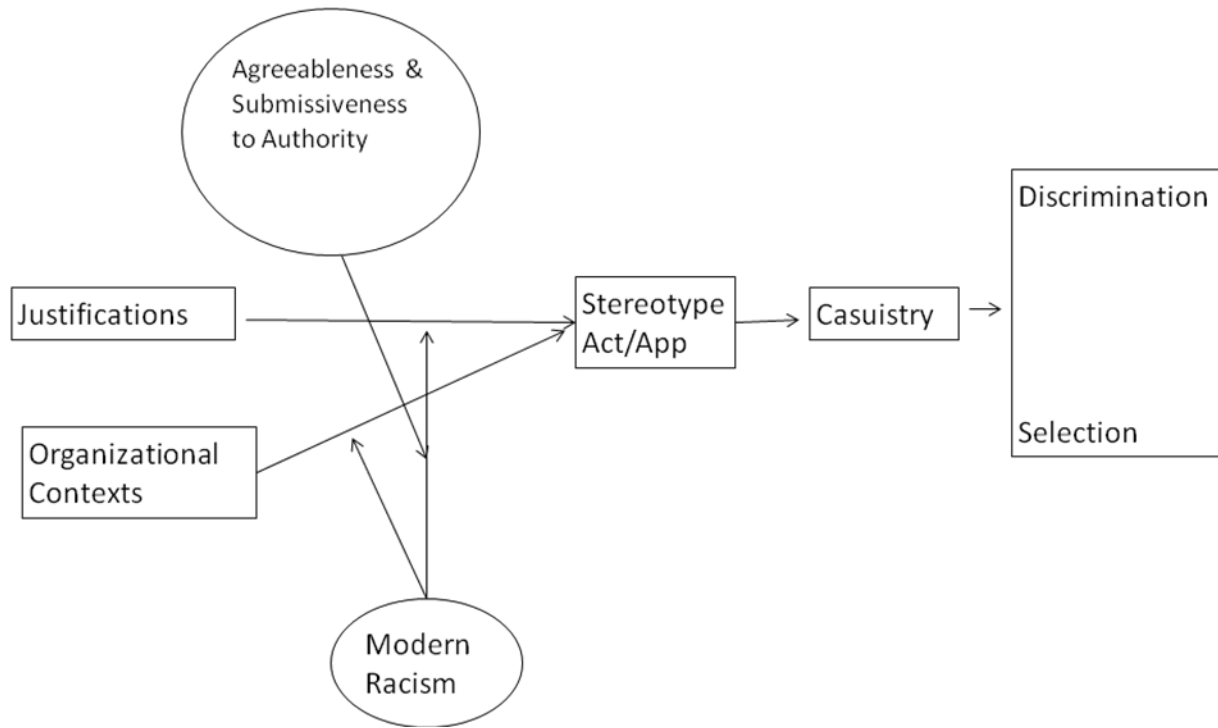 Agreeableness &
Submissiveness
to Authority
Discrimination
Justifications
Stereotype
Act/App
Casuistry
Organizational
Contexts
Selection
Modern
Racism